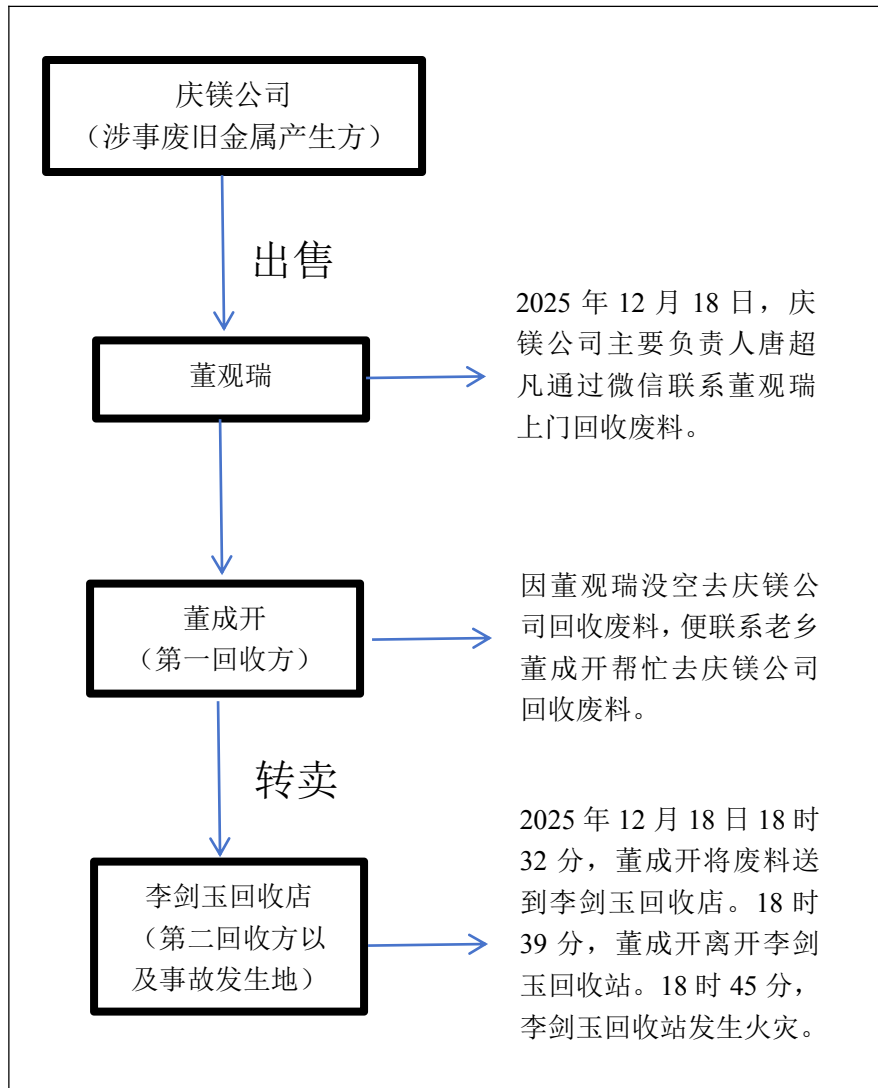 庆镁公司
（涉事废旧金属产生方）
出售
董观瑞
2025 年 12 月 18 日，庆
镁公司主要负责人唐超
凡通过微信联系董观瑞
上门回收废料。
董成开
（第一回收方）
因董观瑞没空去庆镁公
司回收废料，便联系老乡
董成开帮忙去庆镁公司
回收废料。
转卖
李剑玉回收店
（第二回收方以
及事故发生地）
2025 年 12 月 18 日 18 时
32 分，董成开将废料送
到李剑玉回收店。18 时
39 分，董成开离开李剑
玉回收站。18 时 45 分，
李剑玉回收站发生火灾。